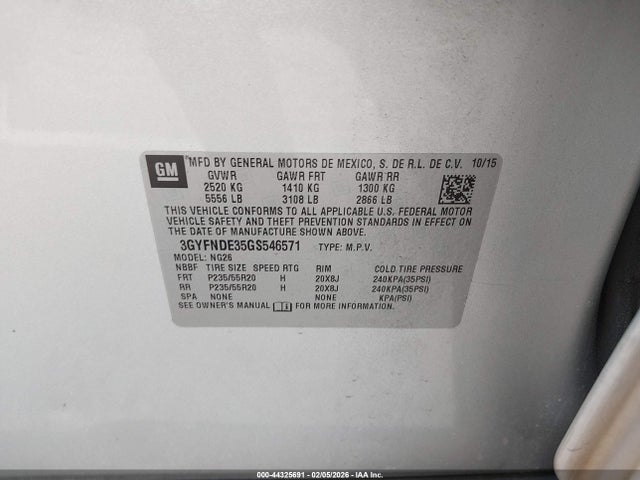 GM
®MFD BY GENERAL MOTORS DE MEXICO, S. DE R.L. DE C.V. 10/15
GVWR GAWR FRT GAWR RR
2520 KG 1410 KG 1300 KG
5556 LB 3108 LB 2866 LB
THIS VEHICLE CONFORMS TO ALL APPLICABLE U.S. FEDERAL MOTOR
VEHICLE SAFETY AND THEFT PREVENTION STANDARDS IN EFFECT ON
THE DATE OF MANUFACTURE SHOWN ABOVE.
3GYFNDE35GS546571 TYPE: M.P.V.
MODEL: NG26
NBBF TIRE SIZE SPEED RTG RIM COLD TIRE PRESSURE
FRT P235/55R20 H 20X8J 240KPA(35PSI)
RR P235/55R20 H 20X8J 240KPA(35PSI)
SPA NONE NONE KPA(PSI)
SEE OWNER'S MANUAL FOR MORE INFORMATION
000-44325691 - 02/05/2026 - IAA Inc.